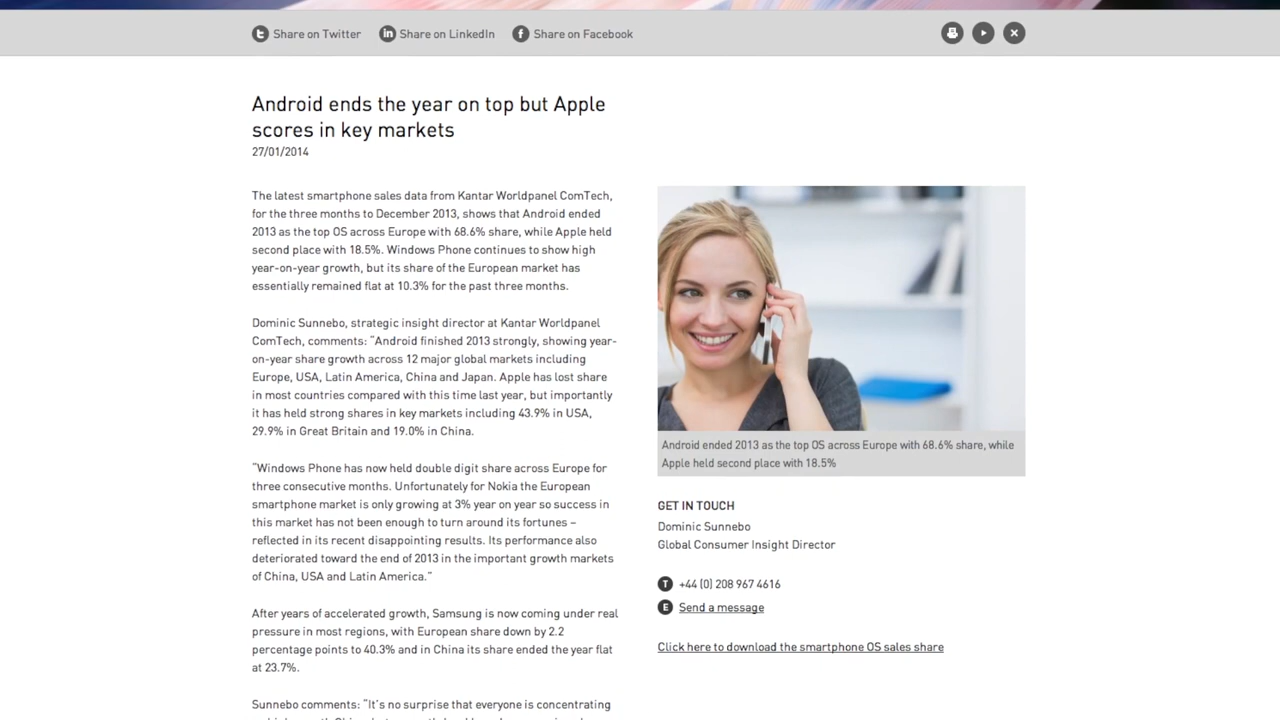 Share on Twitter
Share on LinkedIn
Share on Facebook
Android ends the year on top but Apple
scores in key markets
27/01/2014
The latest smartphone sales data from Kantar Worldpanel ComTech,
for the three months to December 2013, shows that Android ended
2013 as the top OS across Europe with 68.6% share, while Apple held
second place with 18.5%. Windows Phone continues to show high
year-on-year growth, but its share of the European market has
essentially remained flat at 10.3% for the past three months.
Dominic Sunnebo, strategic insight director at Kantar Worldpanel
ComTech, comments: “Android finished 2013 strongly, showing year-
on-year share growth across 12 major global markets including
Europe, USA, Latin America, China and Japan. Apple has lost share
in most countries compared with this time last year, but importantly
it has held strong shares in key markets including 43.9% in USA,
29.9% in Great Britain and 19.0% in China.
“Windows Phone has now held double digit share across Europe for
three consecutive months. Unfortunately for Nokia the European
smartphone market is only growing at 3% year on year so success in
this market has not been enough to turn around its fortunes –
reflected in its recent disappointing results. Its performance also
deteriorated toward the end of 2013 in the important growth markets
of China, USA and Latin America.”
After years of accelerated growth, Samsung is now coming under real
pressure in most regions, with European share down by 2.2
percentage points to 40.3% and in China its share ended the year flat
at 23.7%.
Sunnebo comments: “It’s no surprise that everyone is concentrating
Android ended 2013 as the top OS across Europe with 68.6% share, while
Apple held second place with 18.5%
GET IN TOUCH
Dominic Sunnebo
Global Consumer Insight Director
T +44 (0) 208 967 4616
E Send a message
Click here to download the smartphone OS sales share